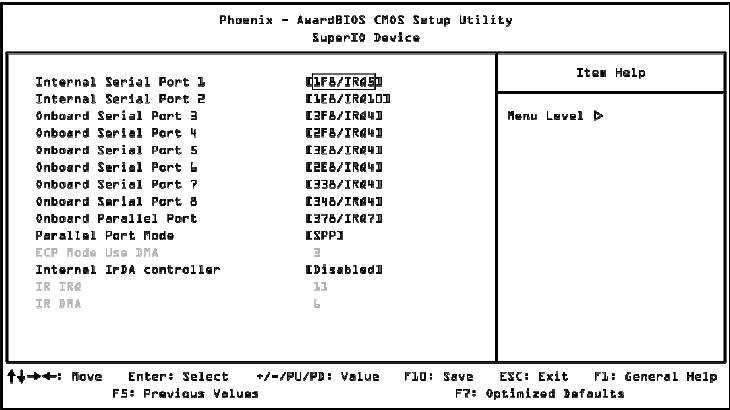 Phoenix - AwardBIOS CMOS Setup Utility
SuperIO Device
Internal Serial Port 1 [1F8/IRQ5]
Internal Serial Port 2 [1E8/IRQ10]
Onboard Serial Port 3 [3F8/IRQ4]
Onboard Serial Port 4 [2F8/IRQ4]
Onboard Serial Port 5 [3E8/IRQ4]
Onboard Serial Port 6 [2E8/IRQ4]
Onboard Serial Port 7 [338/IRQ4]
Onboard Serial Port 8 [348/IRQ4]
Onboard Parallel Port [378/IRQ7]
Parallel Port Mode [SPP]
ECP Mode Use DMA 3
Internal IrDA controller [Disabled]
IR IRQ 11
IR DMA 6
Item Help
Menu Level ▷
↑↓→←: Move Enter: Select +/-/PU/PD: Value F10: Save ESC: Exit F1: General Help
F5: Previous Values F7: Optimized Defaults